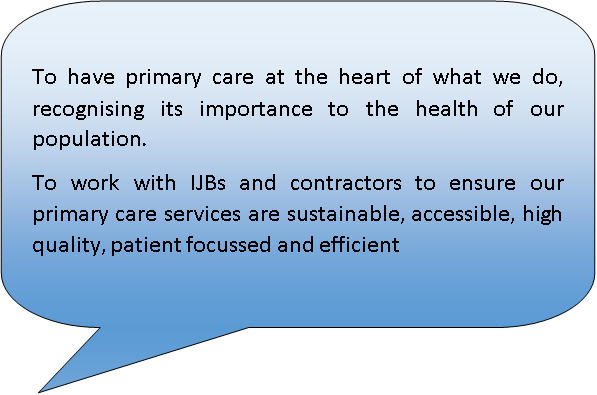 To have primary care at the heart of what we do,
recognising its importance to the health of our
population.
To work with IJBs and contractors to ensure our
primary care services are sustainable, accessible, high
quality, patient focussed and efficient